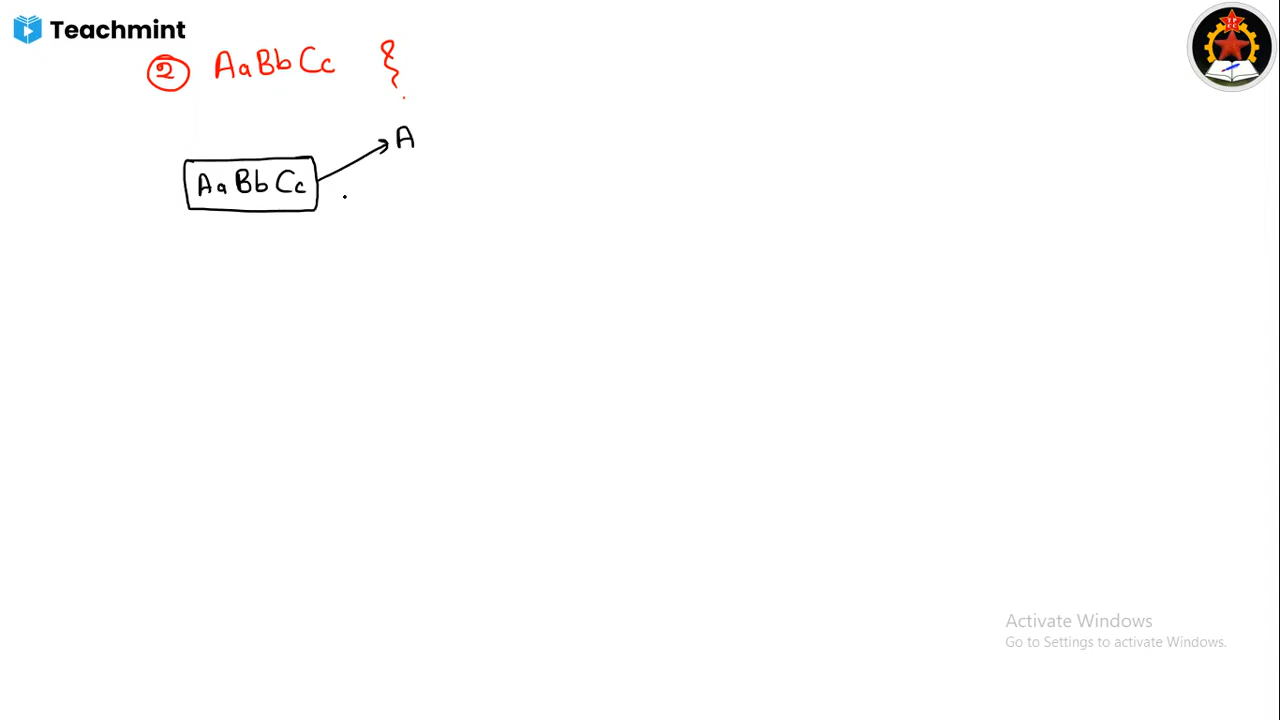 Teachmint
2 AaBbCc {
A
AaBbCc
Activate Windows
Go to Settings to activate Windows.